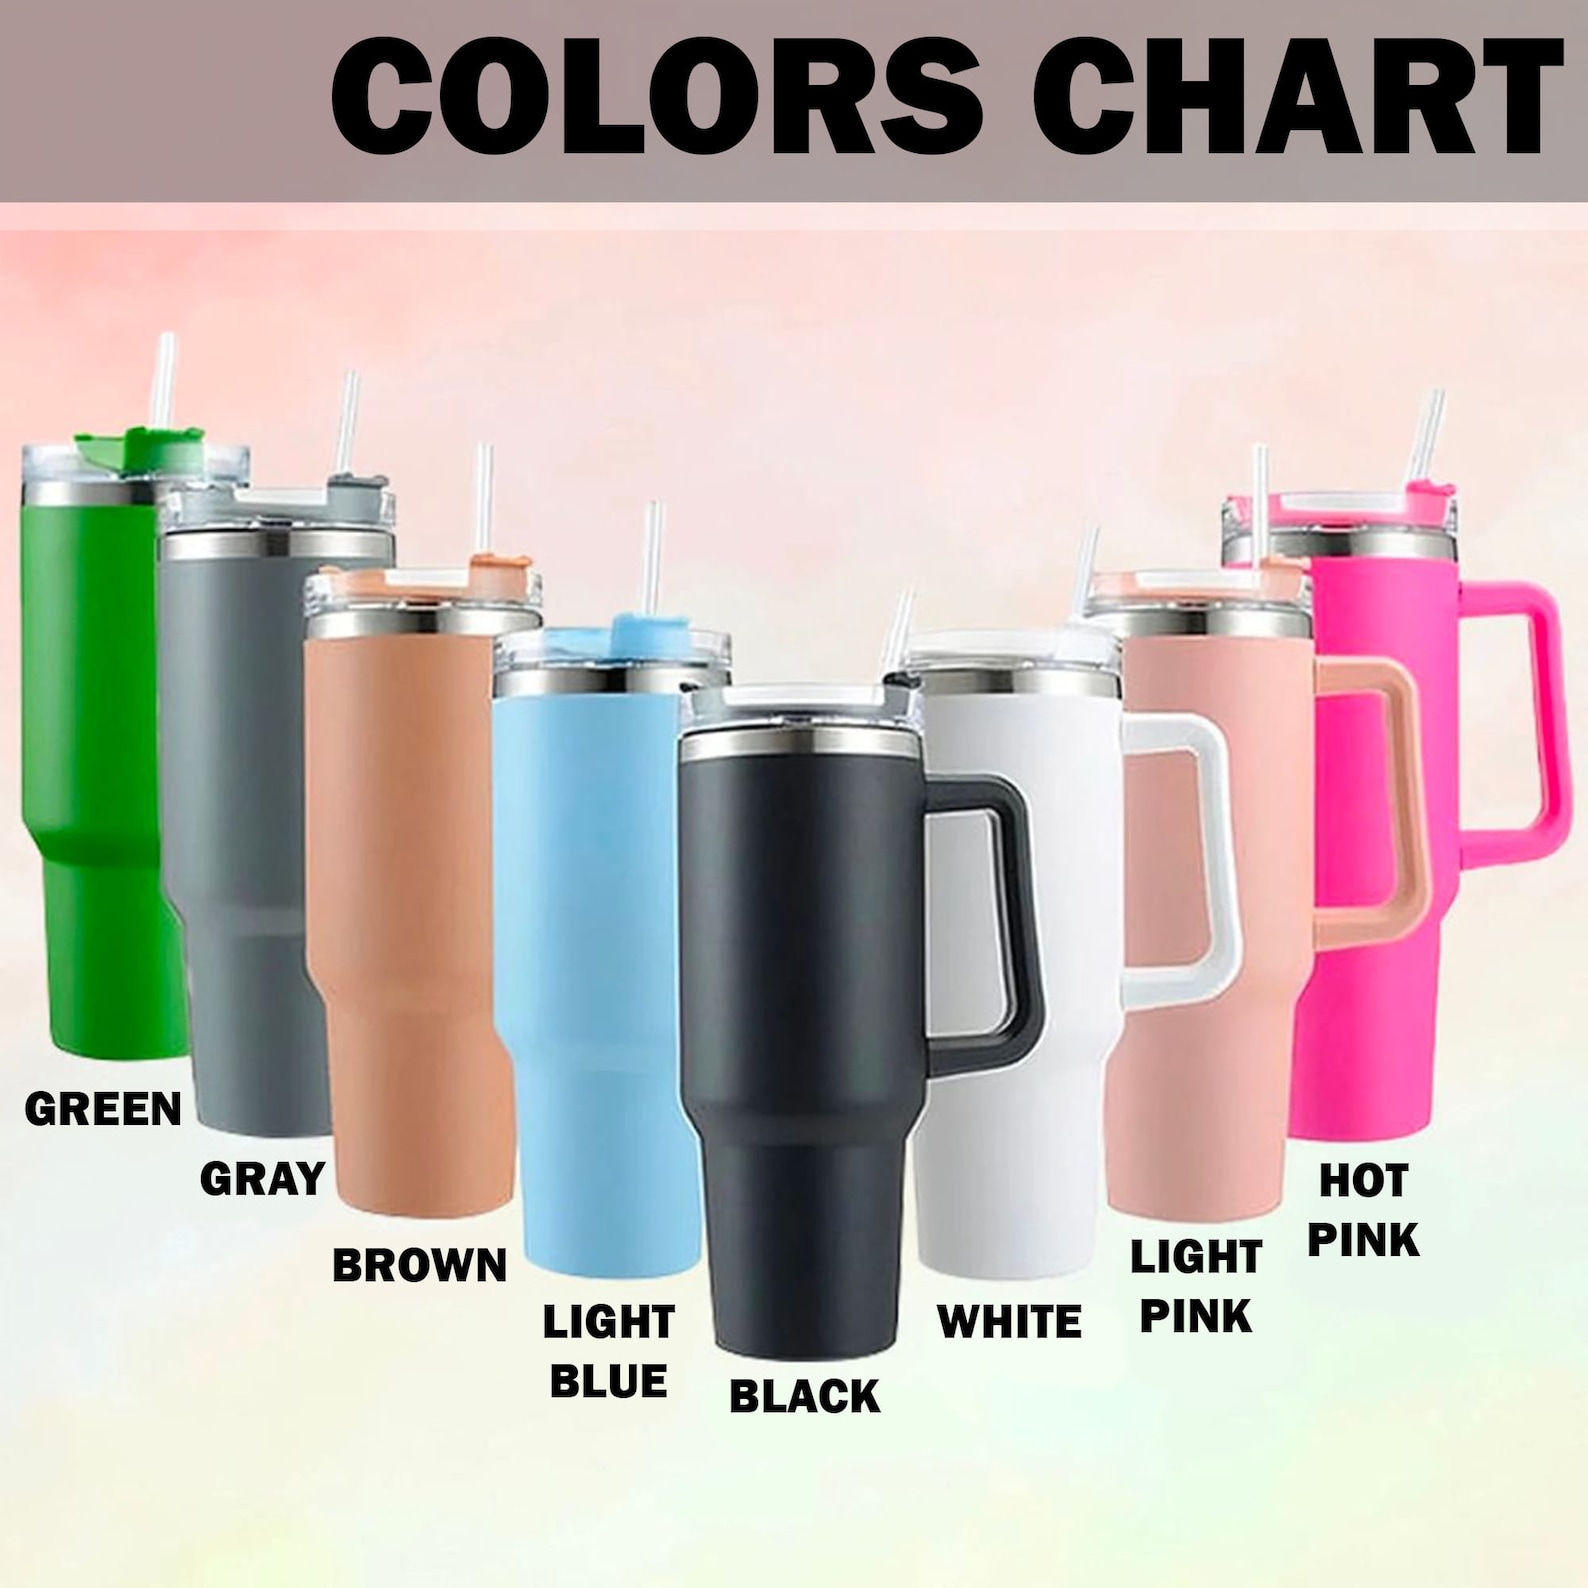 COLORS CHART
GREEN
GRAY
BROWN
LIGHT
BLUE
BLACK
WHITE
LIGHT
PINK
HOT
PINK